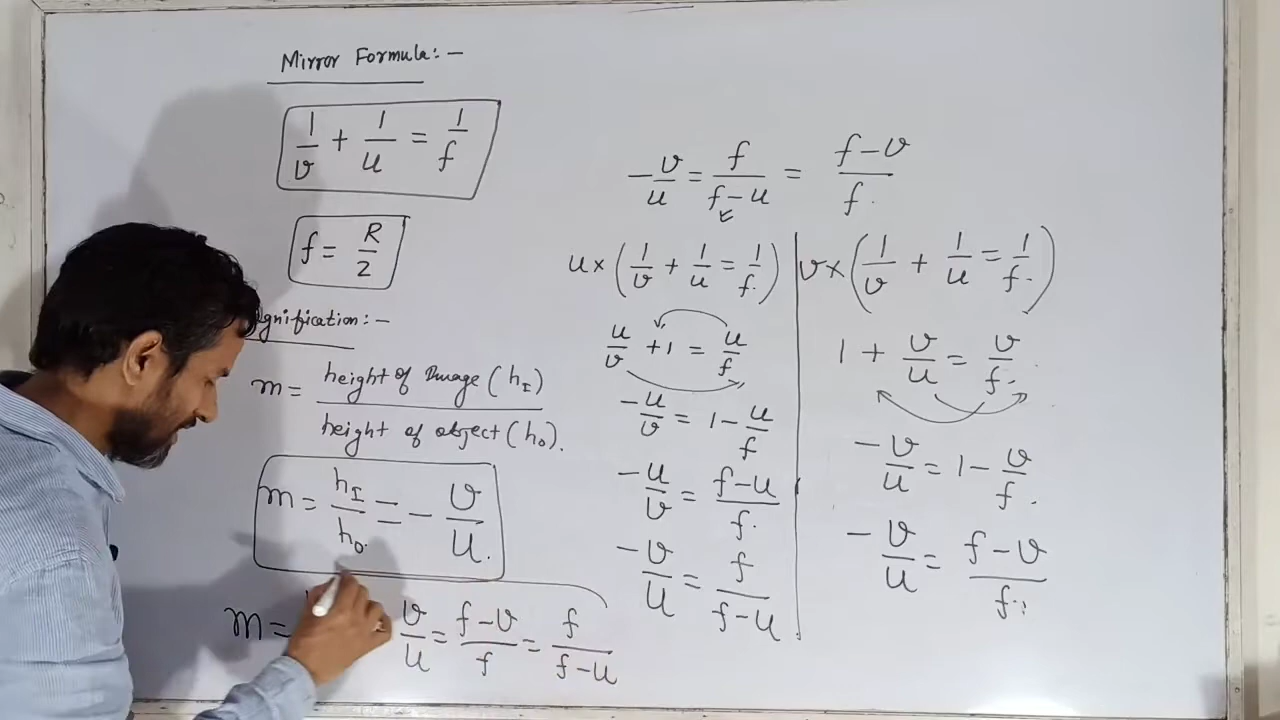 Mirror Formula:-
1/v + 1/u = 1/f
f = R/2
gnification:-
m = height of Image (hI) / height of object (ho).
m = hI/ho = - v/u.
m = v/u = f-v/f = f/f-u
-v/u = f/f-u = f-v/f.
u×(1/v + 1/u = 1/f.)
u/v + 1 = u/f
-u/v = 1 - u/f
-u/v = f-u/f.
-v/u = f/f-u
v×(1/v + 1/u = 1/f.)
1 + v/u = v/f.
-v/u = 1 - v/f.
-v/u = f-v/f.